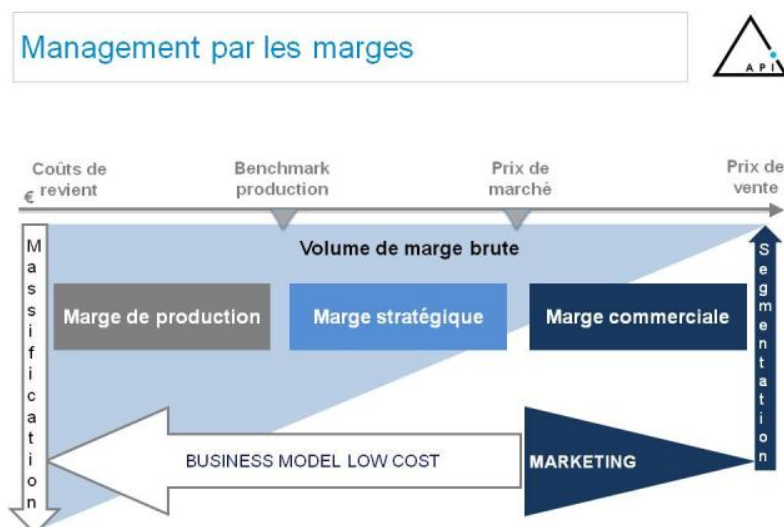 Management par les marges
API
Coûts de
revient
€
Benchmark
production
Prix de
marché
Prix de
vente
Volume de marge brute
Massification
Marge de production
Marge stratégique
Marge commerciale
Segmentation
BUSINESS MODEL LOW COST
MARKETING